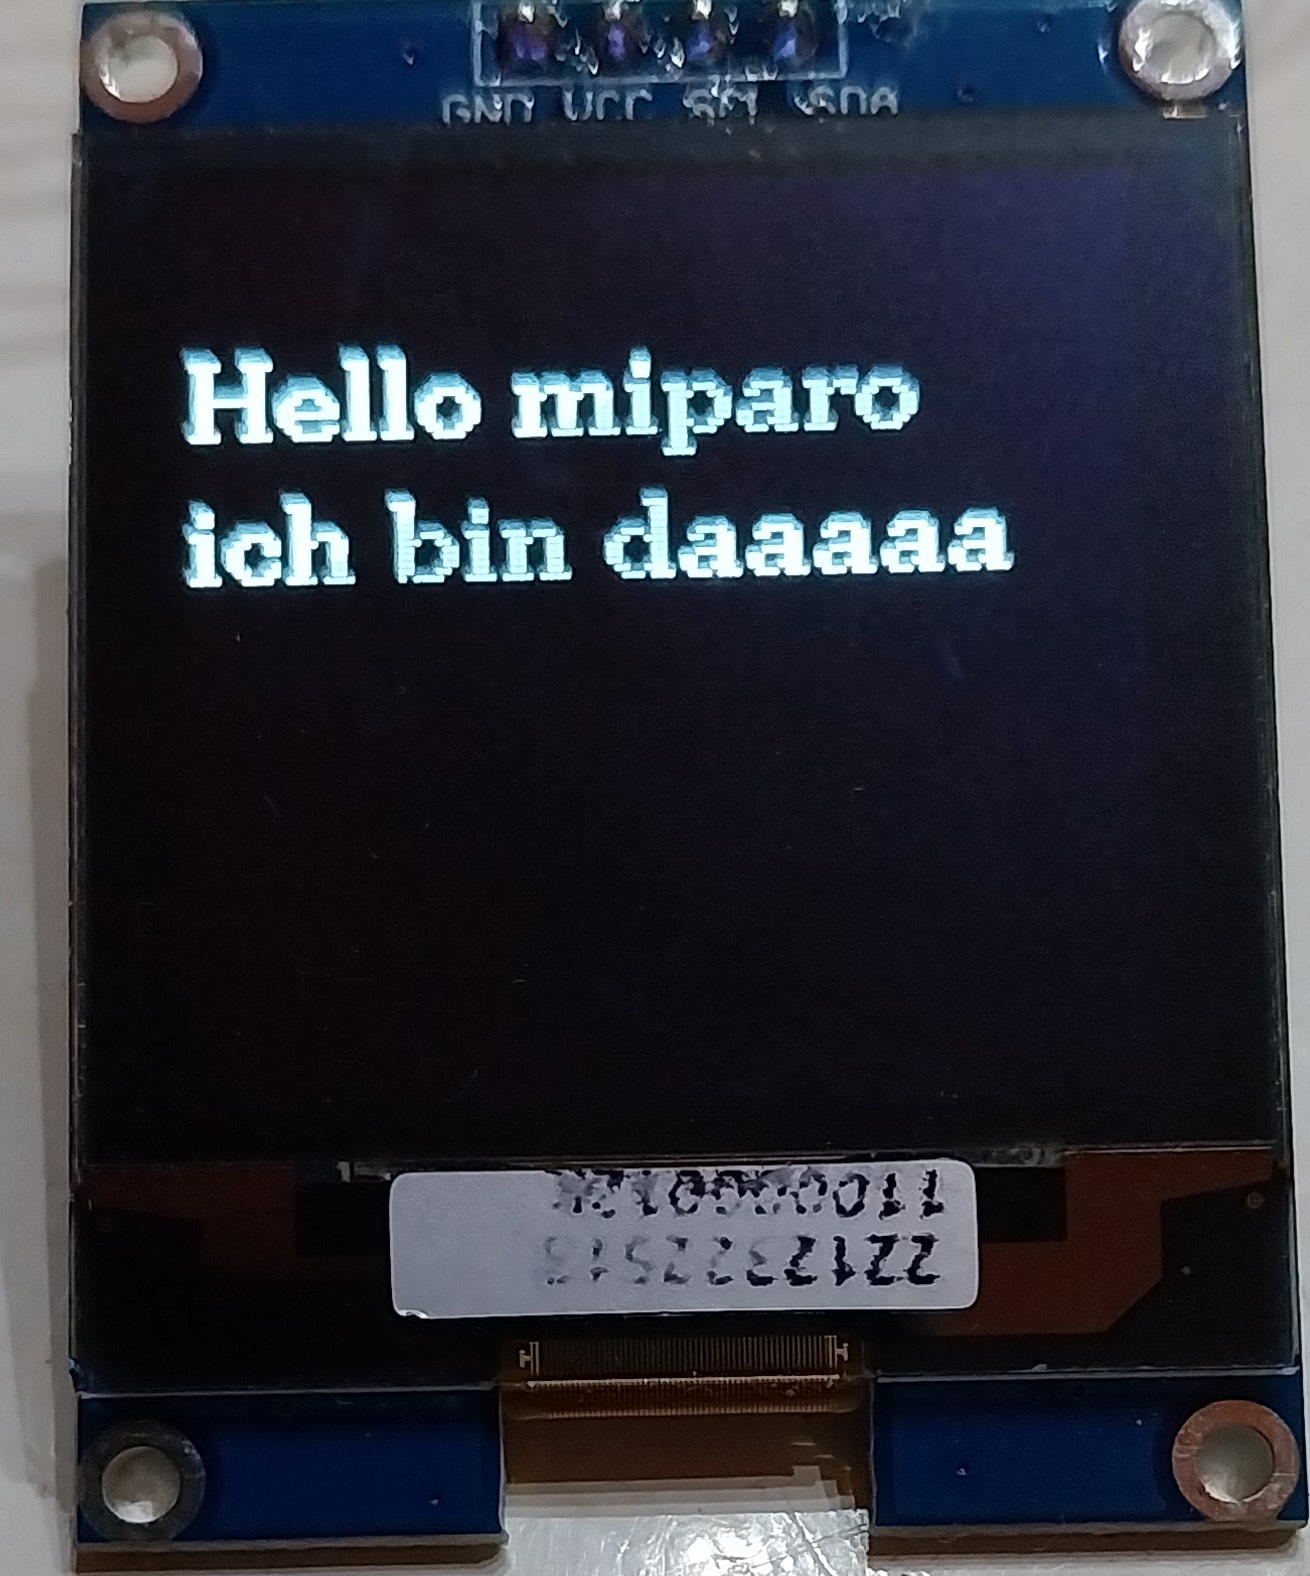 GND VCC SCL SDA
Hello miparo
ich bin daaaaa